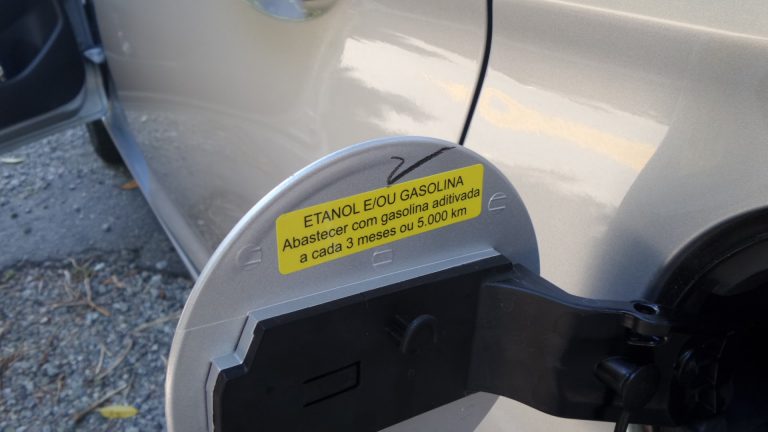 ETANOL E/OU GASOLINA
Abastecer com gasolina aditivada
a cada 3 meses ou 5.000 km